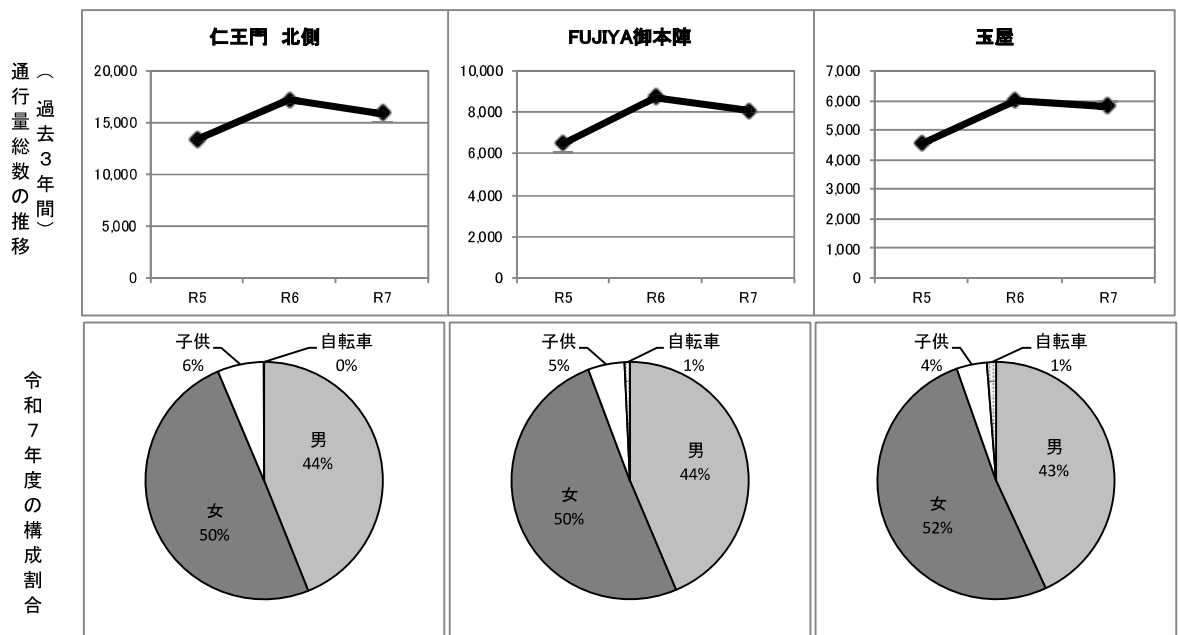 通行量総数の推移
（過去３年間）
仁王門 北側
20,000
15,000
10,000
5,000
0
R5 R6 R7
FUJIYA御本陣
10,000
8,000
6,000
4,000
2,000
0
R5 R6 R7
玉屋
7,000
6,000
5,000
4,000
3,000
2,000
1,000
0
R5 R6 R7
令和７年度の構成割合
子供
6%
自転車
0%
男
44%
女
50%
子供
5%
自転車
1%
男
44%
女
50%
子供
4%
自転車
1%
男
43%
女
52%